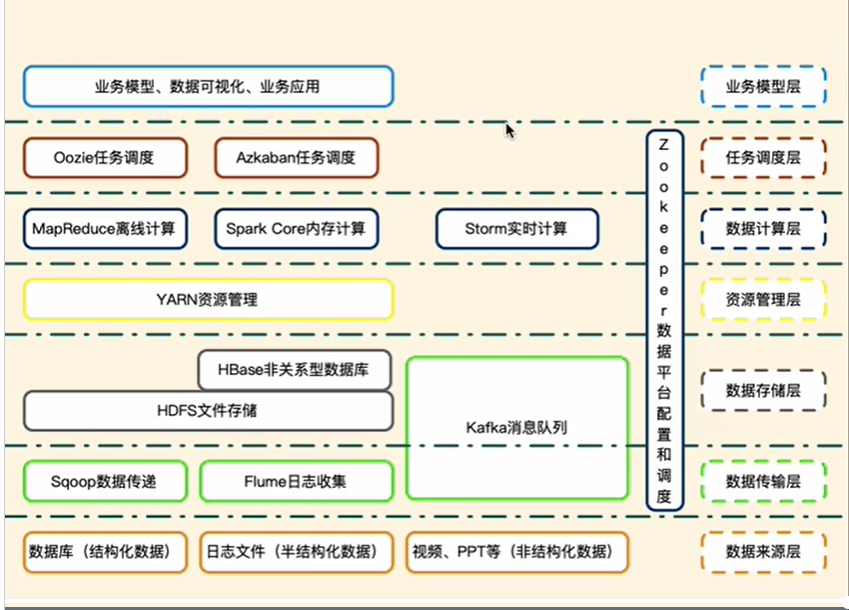 业务模型、数据可视化、业务应用
业务模型层
Oozie任务调度
Azkaban任务调度
任务调度层
MapReduce离线计算
Spark Core内存计算
Storm实时计算
数据计算层
YARN资源管理
资源管理层
HBase非关系型数据库
HDFS文件存储
Kafka消息队列
数据存储层
Sqoop数据传递
Flume日志收集
数据传输层
数据库（结构化数据）
日志文件（半结构化数据）
视频、PPT等（非结构化数据）
数据来源层
Zookeeper数据平台配置和调度